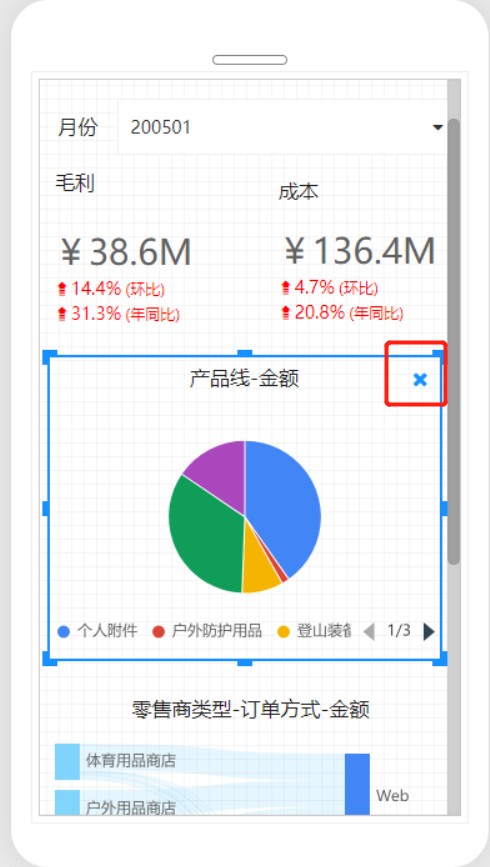 月份 200501
毛利 成本
￥38.6M ￥136.4M
14.4% (环比) 4.7% (环比)
31.3% (年同比) 20.8% (年同比)
产品线-金额
个人附件 户外防护用品 登山装备 1/3
零售商类型-订单方式-金额
体育用品商店
Web
户外用品商店